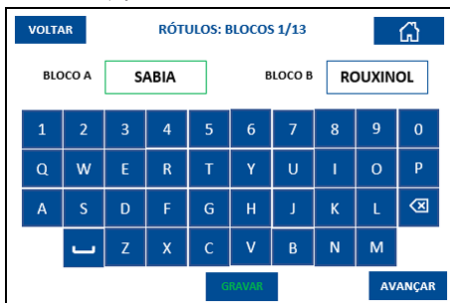 VOLTAR RÓTULOS: BLOCOS 1/13
BLOCO A SABIA BLOCO B ROUXINOL
1 2 3 4 5 6 7 8 9 0
Q W E R T Y U I O P
A S D F G H J K L
Z X C V B N M
GRAVAR AVANÇAR